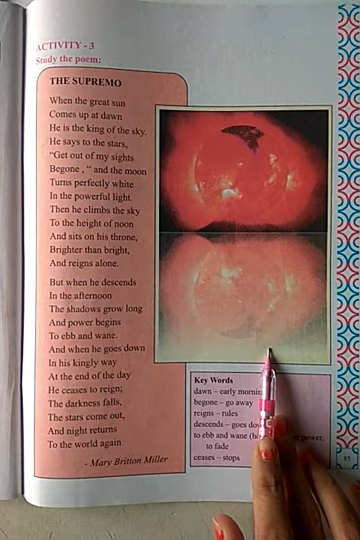 ACTIVITY - 3
Study the poem:
THE SUPREMO
When the great sun
Comes up at dawn
He is the king of the sky.
He says to the stars,
“Get out of my sights
Begone , “ and the moon
Turns perfectly white
In the powerful light.
Then he climbs the sky
To the height of noon
And sits on his throne,
Brighter than bright,
And reigns alone.
But when he descends
In the afternoon
The shadows grow long
And power begins
To ebb and wane.
And when he goes down
In his kingly way
At the end of the day
He ceases to reign;
The darkness falls,
The stars come out,
And night returns
To the world again
- Mary Britton Miller
Key Words
dawn – early
begone – go away
reigns – rules
descends – goes
to ebb and wane power,
to fade
ceases – stops
85